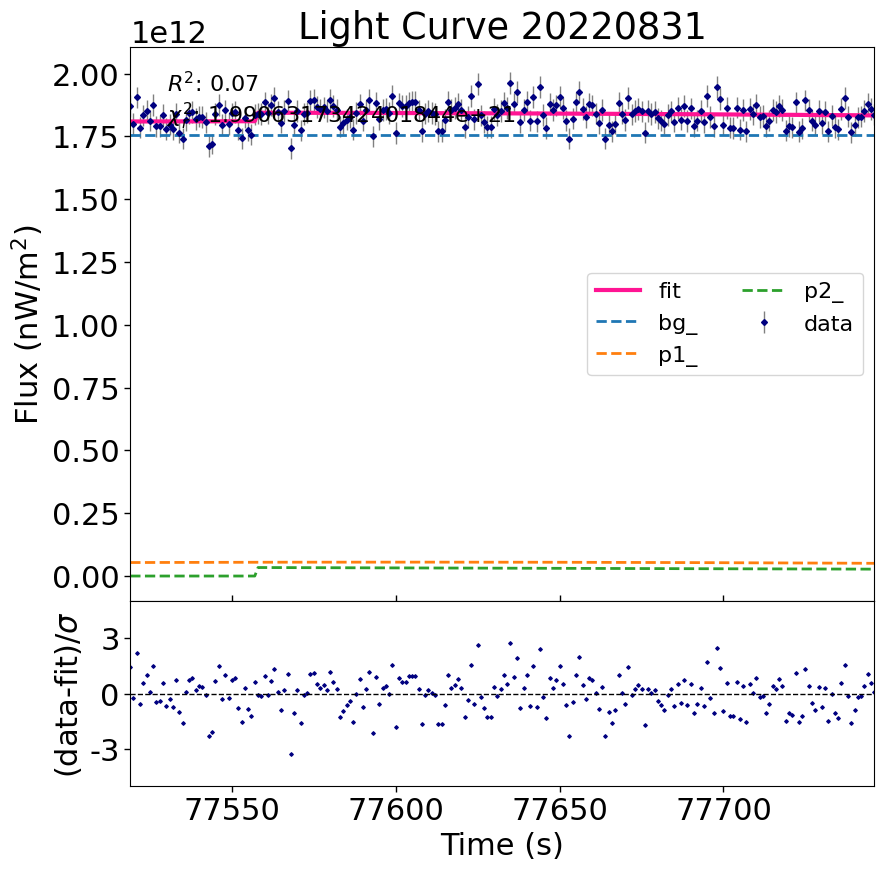 Light Curve 20220831
1e12
R²: 0.07
2.00
1.75
1.50
1.25
1.00
0.75
0.50
0.25
0.00
Flux (nW/m²)
fit
bg_
p1_
p2_
data
3
0
-3
(data-fit)/σ
77550 77600 77650 77700
Time (s)